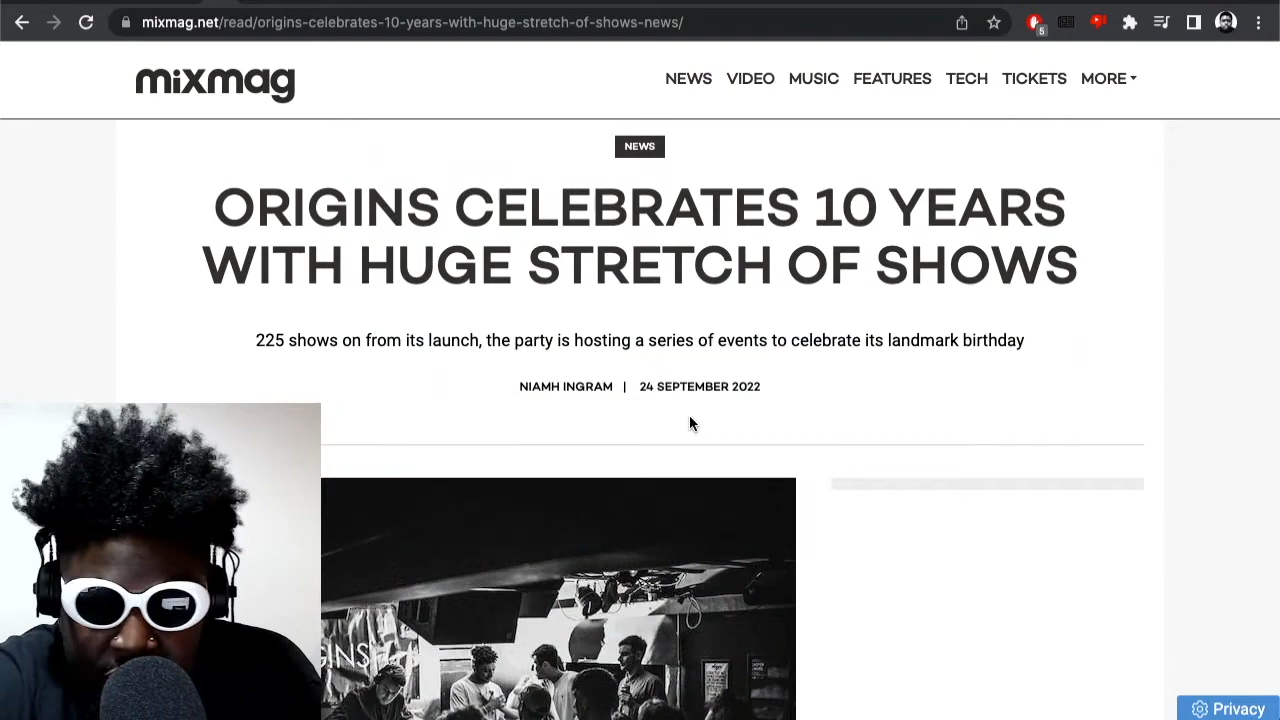 mixmag.net/read/origins-celebrates-10-years-with-huge-stretch-of-shows-news/
5
mixmag
NEWS VIDEO MUSIC FEATURES TECH TICKETS MORE
NEWS
ORIGINS CELEBRATES 10 YEARS
WITH HUGE STRETCH OF SHOWS
225 shows on from its launch, the party is hosting a series of events to celebrate its landmark birthday
NIAMH INGRAM | 24 SEPTEMBER 2022
GINS
Privacy